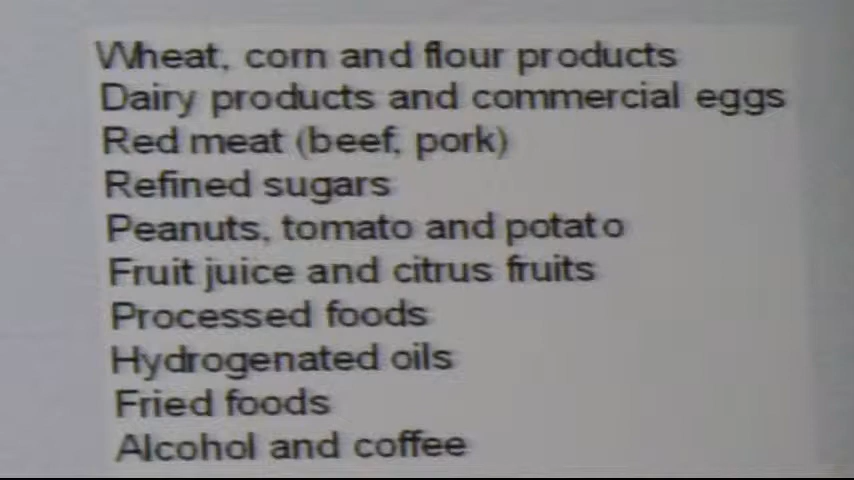 Wheat, corn and flour products
Dairy products and commercial eggs
Red meat (beef, pork)
Refined sugars
Peanuts, tomato and potato
Fruit juice and citrus fruits
Processed foods
Hydrogenated oils
Fried foods
Alcohol and coffee